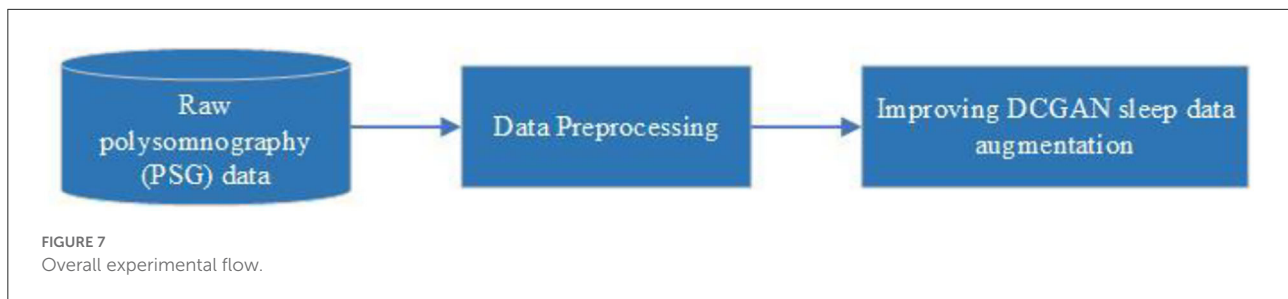 Raw
polysomnography
(PSG) data
Data Preprocessing
Improving DCGAN sleep data
augmentation
FIGURE 7
Overall experimental flow.